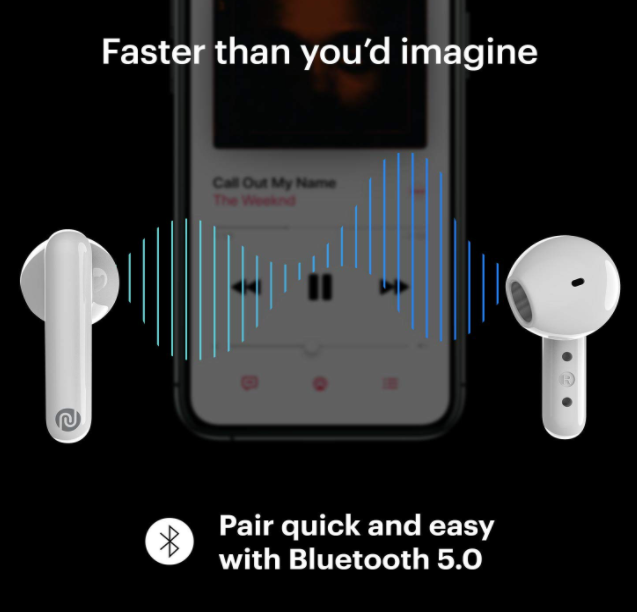 Faster than you'd imagine
Call Out My Name
The Weeknd
R
Pair quick and easy
with Bluetooth 5.0